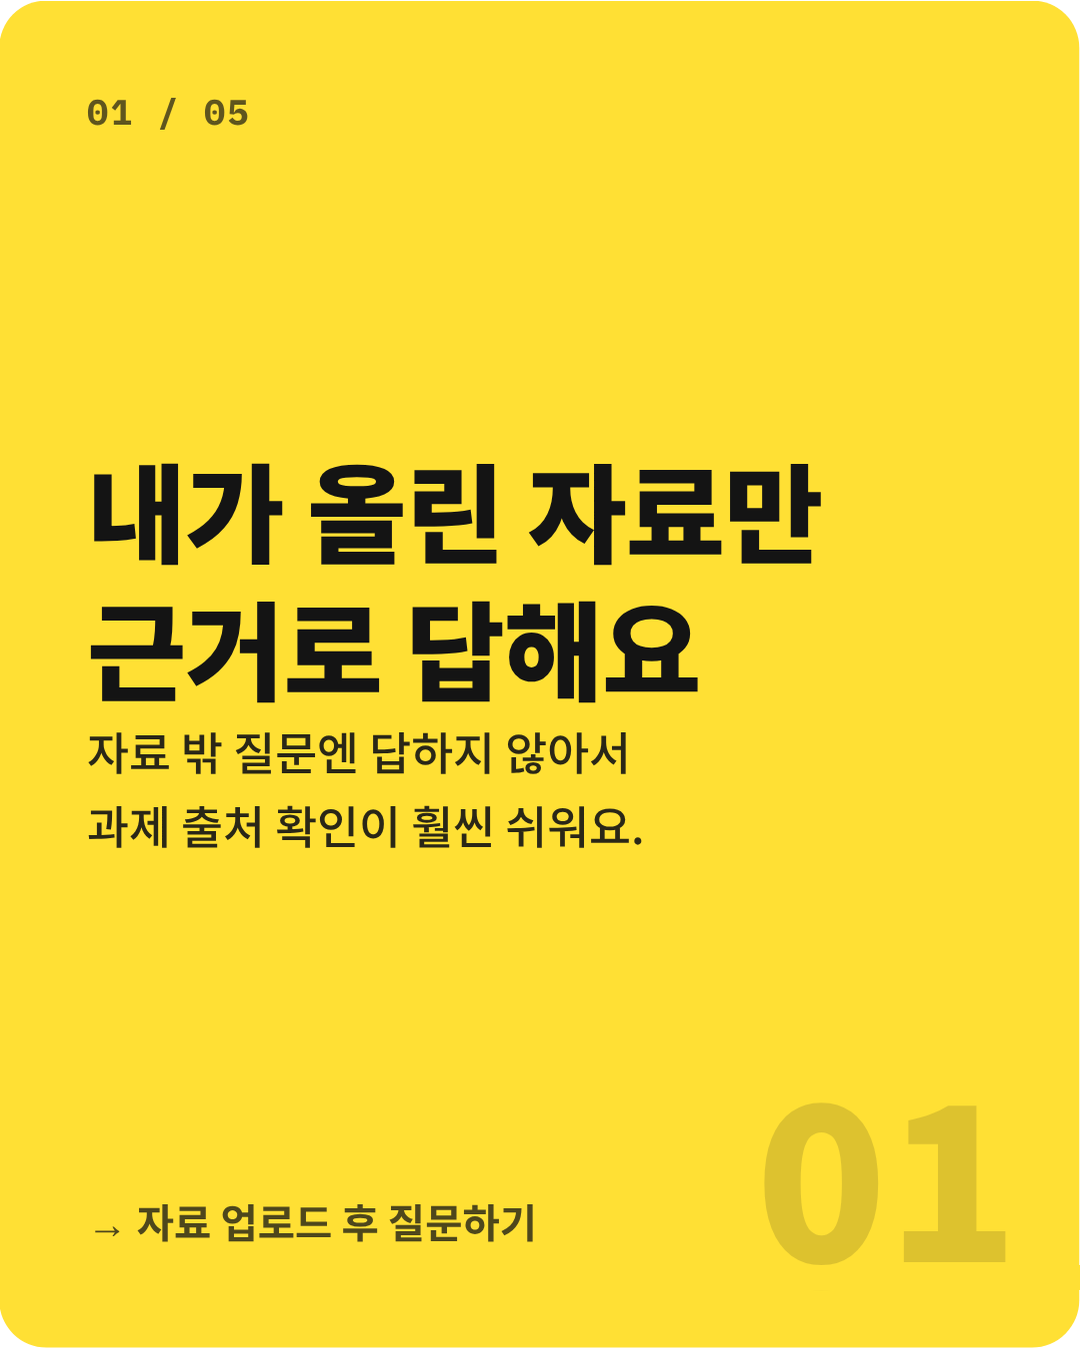 01 / 05
내가 올린 자료만
근거로 답해요
자료 밖 질문엔 답하지 않아서
과제 출처 확인이 훨씬 쉬워요.
→ 자료 업로드 후 질문하기
01